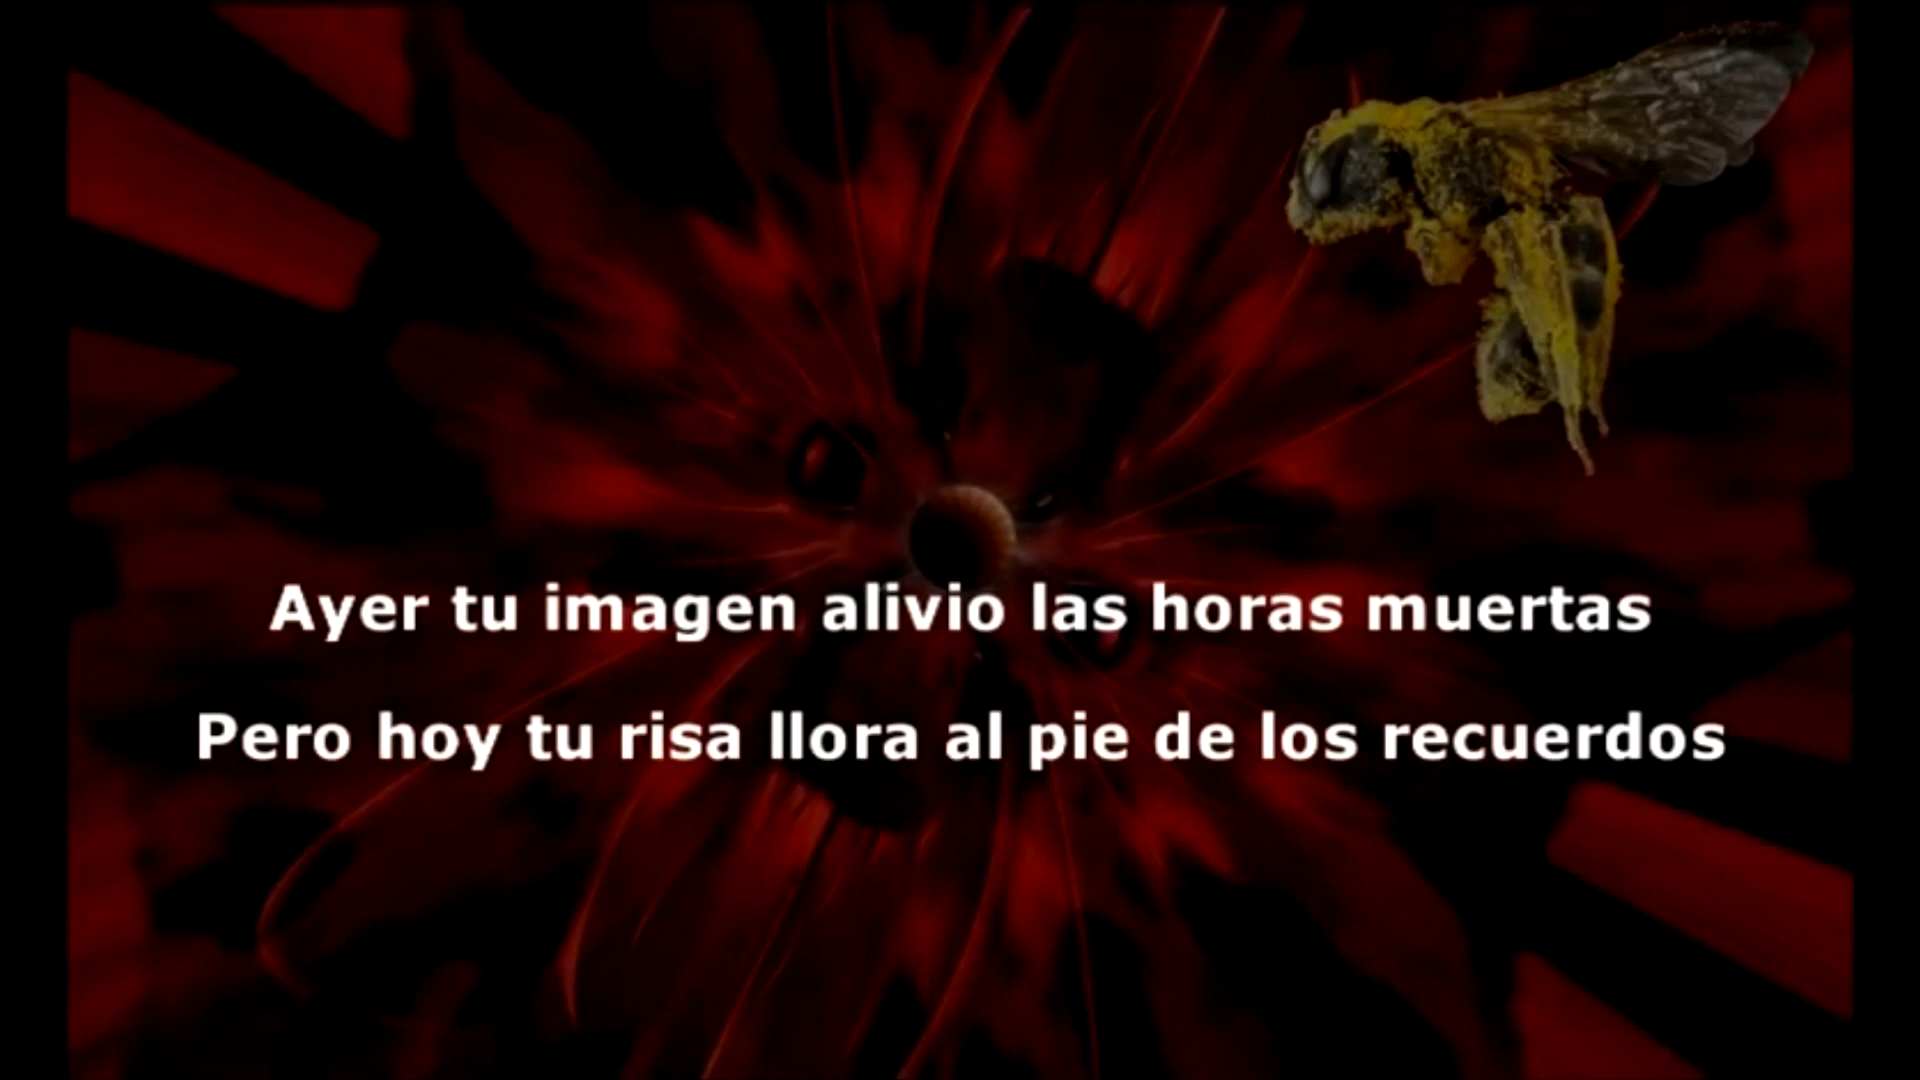 Ayer tu imagen alivio las horas muertas
Pero hoy tu risa llora al pie de los recuerdos